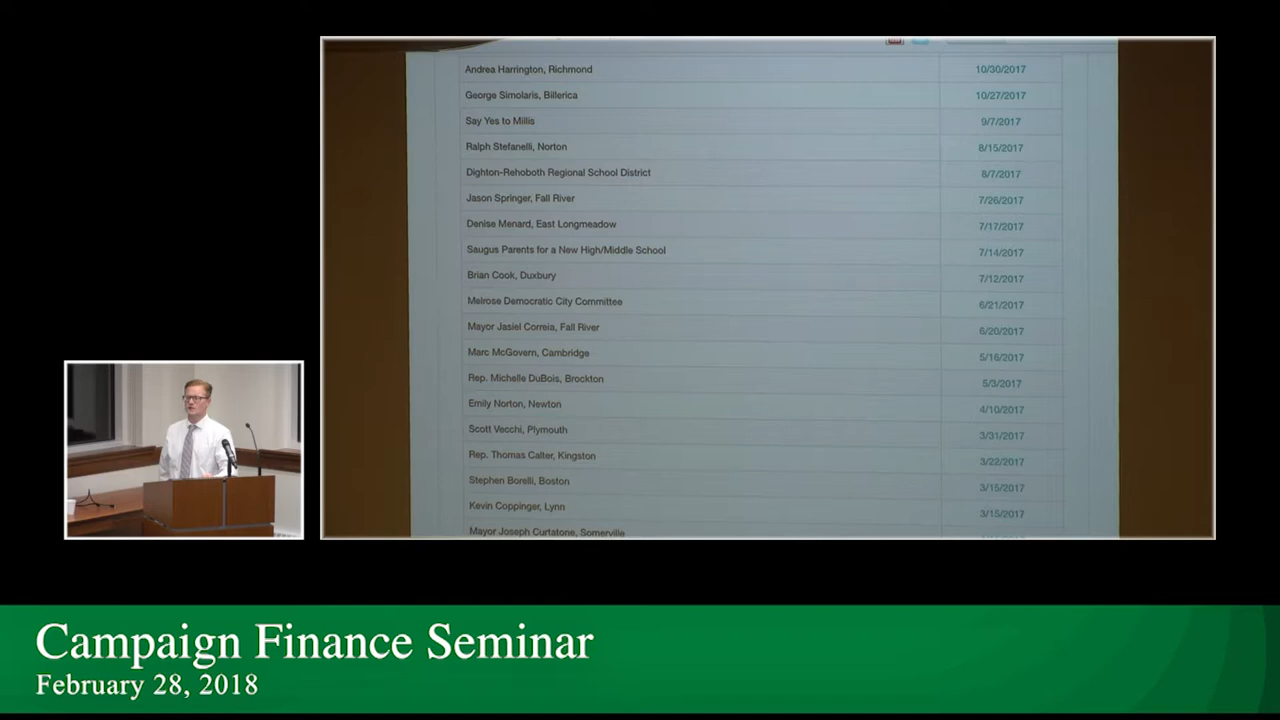 Andrea Harrington, Richmond 10/30/2017
George Simolaris, Billerica 10/27/2017
Say Yes to Millis 9/7/2017
Ralph Stefanelli, Norton 8/15/2017
Dighton-Rehoboth Regional School District 8/7/2017
Jason Springer, Fall River 7/26/2017
Denise Menard, East Longmeadow 7/17/2017
Saugus Parents for a New High/Middle School 7/14/2017
Brian Cook, Duxbury 7/12/2017
Melrose Democratic City Committee 6/21/2017
Mayor Jasiel Correia, Fall River 6/20/2017
Marc McGovern, Cambridge 5/16/2017
Rep. Michelle DuBois, Brockton 5/3/2017
Emily Norton, Newton 4/10/2017
Scott Vecchi, Plymouth 3/31/2017
Rep. Thomas Calter, Kingston 3/22/2017
Stephen Borelli, Boston 3/15/2017
Kevin Coppinger, Lynn 3/15/2017
Mayor Joseph Curtatone, Somerville
Campaign Finance Seminar
February 28, 2018